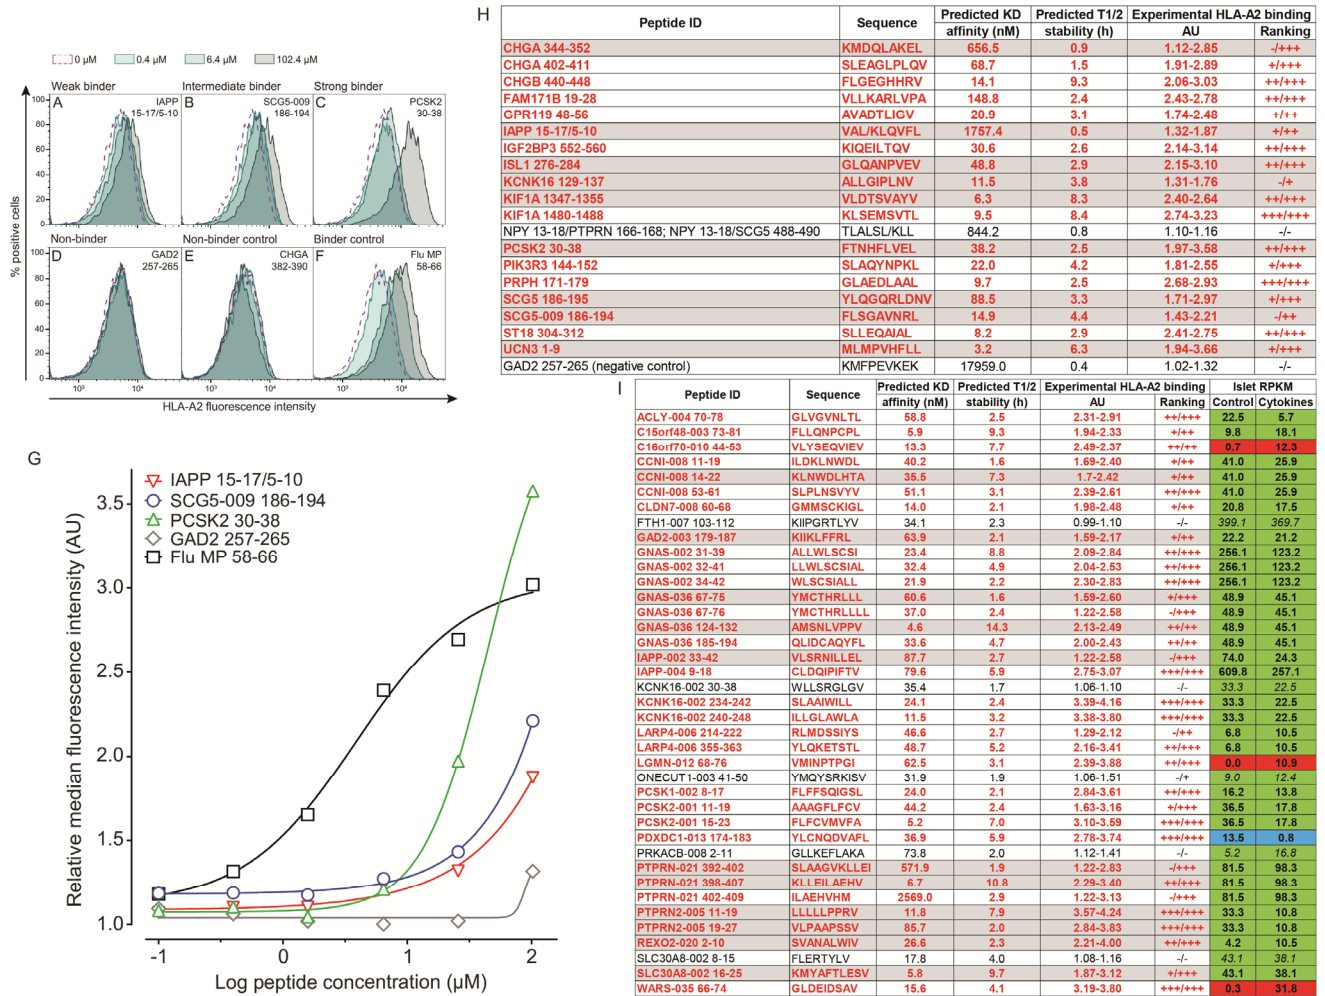 0 µM 0.4 µM 6.4 µM 102.4 µM
Weak binder Intermediate binder Strong binder
A IAPP 15-17/5-10
B SCG5-009 186-194
C PCSK2 30-38
100
80
60
40
20
0
Non-binder Non-binder control Binder control
D GAD2 257-265
E CHGA 382-390
F Flu MP 58-66
100
80
60
40
20
0
10³ 10⁴ 10³ 10⁴ 10³ 10⁴
% positive cells
HLA-A2 fluorescence intensity
G
IAPP 15-17/5-10
SCG5-009 186-194
PCSK2 30-38
GAD2 257-265
Flu MP 58-66
Relative median fluorescence intensity (AU)
3.5
3.0
2.5
2.0
1.5
1.0
-1 0 1 2
Log peptide concentration (µM)
H
Peptide ID Sequence Predicted KD affinity (nM) Predicted T1/2 stability (h) Experimental HLA-A2 binding AU Ranking
CHGA 344-352 KMDQLAKEL 656.5 0.9 1.12-2.85 -/+++
CHGA 402-411 SLEAGLPLQV 68.7 1.5 1.91-2.89 +/+++
CHGB 440-448 FLGEGHHRV 14.1 9.3 2.06-3.03 ++/+++
FAM171B 19-28 VLLKARLVPA 148.8 2.4 2.43-2.78 ++/+++
GPR119 48-56 AVADTLIGV 20.9 3.1 1.74-2.48 +/++
IAPP 15-17/5-10 VAL/KLQVFL 1757.4 0.5 1.32-1.87 +/++
IGF2BP3 552-560 KIQEILTQV 30.6 2.6 2.14-3.14 ++/+++
ISL1 276-284 GLQANPVEV 48.8 2.9 2.15-3.10 ++/+++
KCNK16 129-137 ALLGIPLNV 11.5 3.8 1.31-1.76 -/+
KIF1A 1347-1355 VLDTSVAYV 6.3 8.3 2.40-2.64 ++/+++
KIF1A 1480-1488 KLSEMSVTL 9.5 8.4 2.74-3.23 +++/+++
NPY 13-18/PTPRN 166-168; NPY 13-18/SCG5 488-490 TLALSL/KLL 844.2 0.8 1.10-1.16 -/-
PCSK2 30-38 FTNHFLVEL 38.2 2.5 1.97-3.58 ++/+++
PIK3R3 144-152 SLAQYNPKL 22.0 4.2 1.81-2.55 +/+++
PRPH 171-179 GLAEDLAAL 9.7 2.5 2.68-2.93 +++/+++
SCG5 186-195 YLQGQRLDNV 88.5 3.3 1.71-2.97 +/+++
SCG5-009 186-194 FLSGAVNRL 14.9 4.4 1.43-2.21 -/++
ST18 304-312 SLLEQAIAL 8.2 2.9 2.41-2.75 ++/+++
UCN3 1-9 MLMPVHFLL 3.2 6.3 1.94-3.66 +/+++
GAD2 257-265 (negative control) KMFPEVKEK 17959.0 0.4 1.02-1.32 -/-
I
Peptide ID Sequence Predicted KD affinity (nM) Predicted T1/2 stability (h) Experimental HLA-A2 binding AU Ranking Islet RPKM Control Cytokines
ACLY-004 70-78 GLVGVNLTL 58.8 2.5 2.31-2.91 ++/+++ 22.5 5.7
C15orf48-003 73-81 FLLQNPCPL 5.9 9.3 1.94-2.33 +/++ 9.8 18.1
C16orf70-010 44-53 VLYSEQVIEV 13.3 7.7 2.49-2.37 ++/++ 0.7 12.3
CCNI-008 11-19 ILDKLNWDL 40.2 1.6 1.69-2.40 +/++ 41.0 25.9
CCNI-008 14-22 KLNWDLHTA 35.5 7.3 1.7-2.42 +/++ 41.0 25.9
CCNI-008 53-61 SLPLNSVYV 51.1 3.1 2.39-2.61 ++/+++ 41.0 25.9
CLDN7-008 60-68 GMMSCKIGL 14.0 2.1 1.98-2.48 +/++ 20.8 17.5
FTH1-007 103-112 KIIPGRTLYV 34.1 2.3 0.99-1.10 -/- 399.1 369.7
GAD2-003 179-187 KIIKLFFRL 63.9 2.1 1.59-2.17 +/++ 22.2 21.2
GNAS-002 31-39 ALLWLSCSI 23.4 8.8 2.09-2.84 ++/+++ 256.1 123.2
GNAS-002 32-41 LLWLSCSIAL 32.4 4.9 2.04-2.53 ++/+++ 256.1 123.2
GNAS-002 34-42 WLSCSIALL 21.9 2.2 2.30-2.83 ++/+++ 256.1 123.2
GNAS-036 67-75 YMCTHRLLL 60.6 1.6 1.59-2.60 +/+++ 48.9 45.1
GNAS-036 67-76 YMCTHRLLLL 37.0 2.4 1.22-2.58 -/+++ 48.9 45.1
GNAS-036 124-132 AMSNLVPPV 4.6 14.3 2.13-2.49 ++/++ 48.9 45.1
GNAS-036 185-194 QLIDCAQYFL 33.6 4.7 2.00-2.43 ++/++ 48.9 45.1
IAPP-002 33-42 VLSRNILLEL 87.7 2.7 1.22-2.58 -/+++ 74.0 24.3
IAPP-004 9-18 CLDQIPIFTV 79.6 5.9 2.75-3.07 +++/+++ 609.8 257.1
KCNK16-002 30-38 WLLSRGLGV 35.4 1.7 1.06-1.10 -/- 33.3 22.5
KCNK16-002 234-242 SLAAIWILL 24.1 2.4 3.39-4.16 +++/+++ 33.3 22.5
KCNK16-002 240-248 ILLGLAWLA 11.5 3.2 3.38-3.80 +++/+++ 33.3 22.5
LARP4-006 214-222 RLMDSSIYS 46.6 2.7 1.29-2.12 -/++ 6.8 10.5
LARP4-006 355-363 YLQKETSTL 48.7 5.2 2.16-3.41 ++/+++ 6.8 10.5
LGMN-012 68-76 VMINPTPGI 62.5 3.1 2.39-3.88 ++/+++ 0.0 10.9
ONECUT1-003 41-50 YMQYSRKISV 31.9 1.9 1.06-1.51 -/+ 9.0 12.4
PCSK1-002 8-17 FLFFSQIGSL 24.0 2.1 2.84-3.61 ++/+++ 16.2 13.8
PCSK2-001 11-19 AAAGFLFCV 44.2 2.4 1.63-3.16 +/+++ 36.5 17.8
PCSK2-001 15-23 FLFCVMVFA 5.2 7.0 3.10-3.59 +++/+++ 36.5 17.8
PDXDC1-013 174-183 YLCNQDVAFL 36.9 5.9 2.78-3.74 +++/+++ 13.5 0.8
PRKACB-008 2-11 GLLKEFLAKA 73.8 2.0 1.12-1.41 -/- 5.2 16.8
PTPRN-021 392-402 SLAAGVKLLEI 571.9 1.9 1.22-2.83 -/+++ 81.5 98.3
PTPRN-021 398-407 KLLEILAEHV 6.7 10.8 2.29-3.40 ++/+++ 81.5 98.3
PTPRN-021 402-409 ILAEHVHM 2569.0 2.9 1.22-3.13 -/+++ 81.5 98.3
PTPRN2-005 11-19 LLLLLPPRV 11.8 7.9 3.57-4.24 +++/+++ 33.3 10.8
PTPRN2-005 19-27 VLPAAPSSV 85.7 2.0 2.84-3.83 +++/+++ 33.3 10.8
REXO2-020 2-10 SVANALWIV 26.6 2.3 2.21-4.00 ++/+++ 4.2 10.5
SLC30A8-002 8-15 FLERTYLV 17.8 4.0 1.08-1.16 -/- 43.1 38.1
SLC30A8-002 16-25 KMYAFTLESV 5.8 9.7 1.87-3.12 +/+++ 43.1 38.1
WARS-035 66-74 GLDEIDSAV 15.6 4.1 3.19-3.80 +++/+++ 0.3 31.8